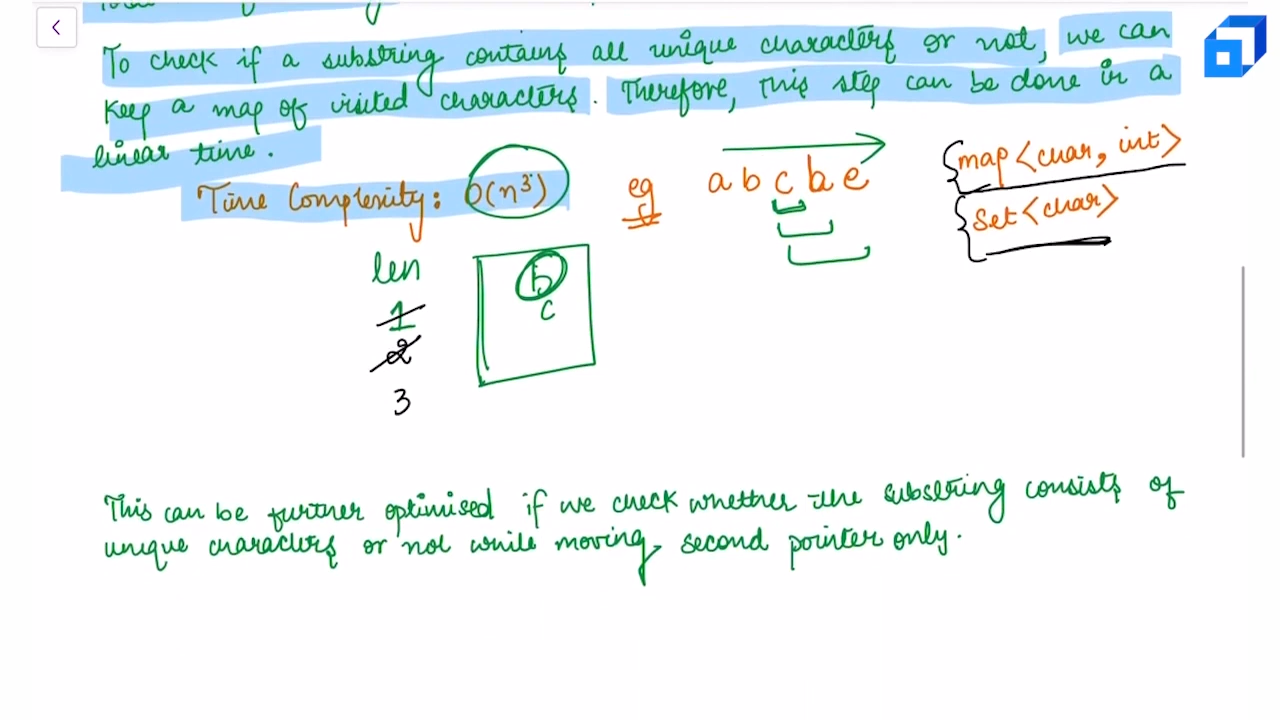 To check if a substring contains all unique characters or not, we can
keep a map of visited characters. Therefore, this step can be done in a
linear time.
Time Complexity: O(n³)
eg
a b c b e
map<char, int>
set<char>
len
1
2
3
b
c
This can be further optimised if we check whether the substring consists of
unique characters or not while moving second pointer only.